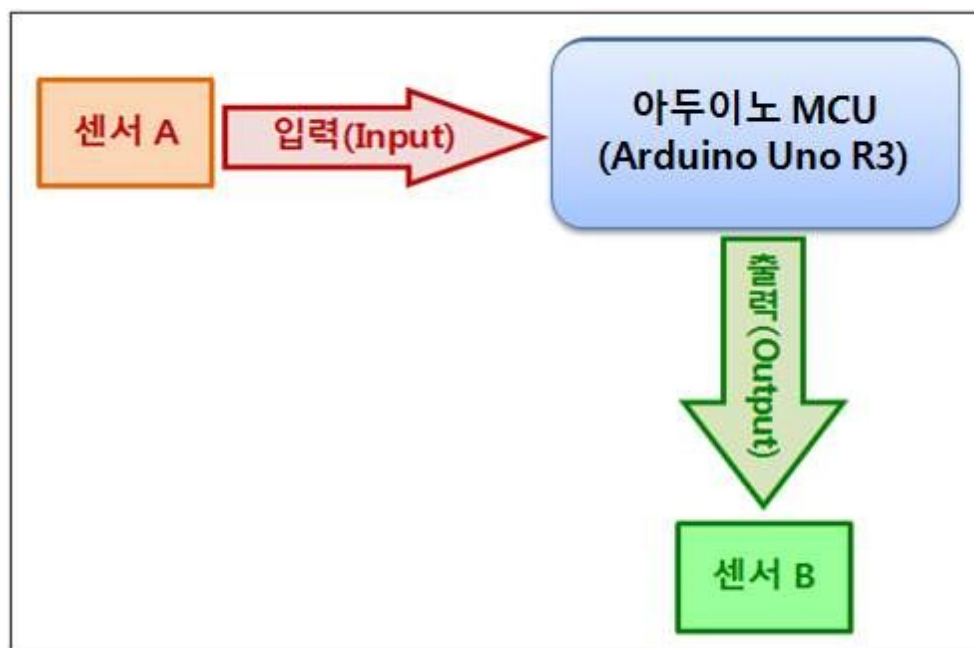 센서 A
입력(Input)
아두이노 MCU
(Arduino Uno R3)
출력(Output)
센서 B